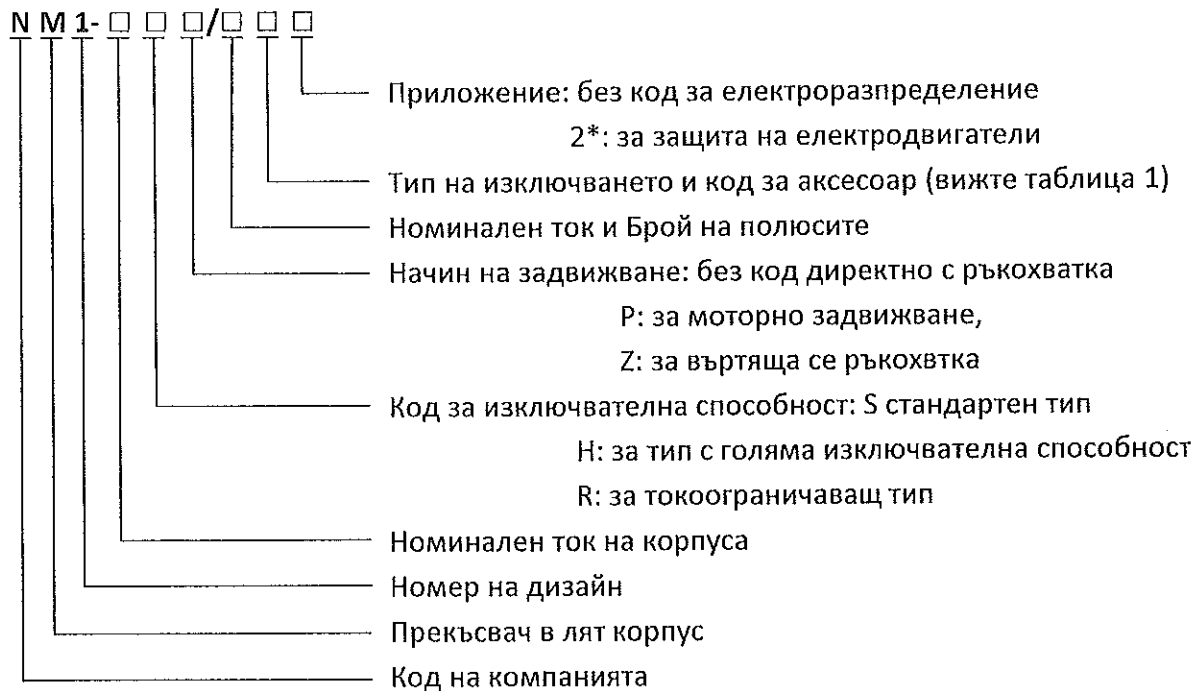 N M 1- □ □ □/□ □ □
Приложение: без код за електроразпределение
2*: за защита на електродвигатели
Тип на изключването и код за аксесоар (вижте таблица 1)
Номинален ток и Брой на полюсите
Начин на задвижване: без код директно с ръкохватка
P: за моторно задвижване,
Z: за въртяща се ръкохвтка
Код за изключвателна способност: S стандартен тип
H: за тип с голяма изключвателна способност
R: за токоограничаващ тип
Номинален ток на корпуса
Номер на дизайн
Прекъсвач в лят корпус
Код на компанията